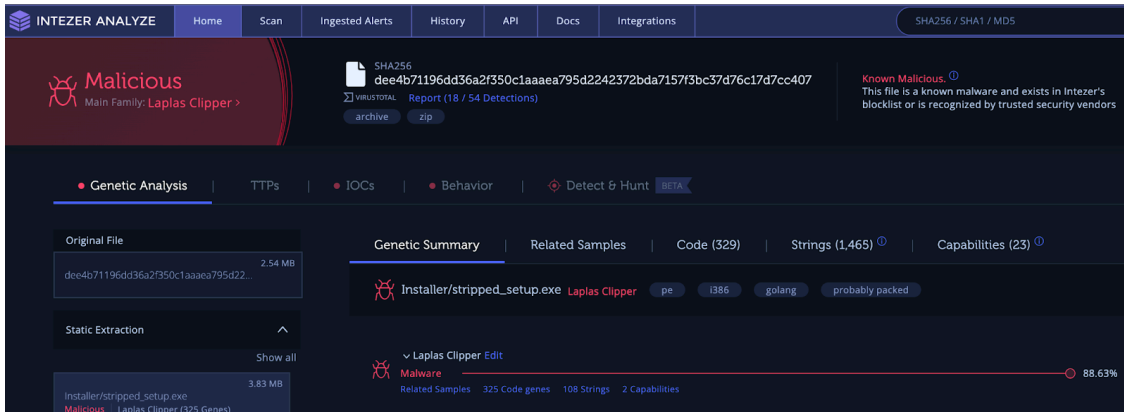 INTEZER ANALYZE Home Scan Ingested Alerts History API Docs Integrations SHA256 / SHA1 / MD5
Malicious
Main Family: Laplas Clipper >
SHA256
dee4b71196dd36a2f350c1aaaea795d2242372bda7157f3bc37d76c17d7cc407
VIRUSTOTAL Report (18 / 54 Detections)
archive zip
Known Malicious.
This file is a known malware and exists in Intezer's
blocklist or is recognized by trusted security vendors
Genetic Analysis TTPs IOCs Behavior Detect & Hunt BETA
Original File
2.54 MB
dee4b71196dd36a2f350c1aaaea795d22...
Static Extraction
Show all
3.83 MB
Installer/stripped_setup.exe
Malicious Laplas Clipper (325 Genes)
Genetic Summary Related Samples Code (329) Strings (1,465) Capabilities (23)
Installer/stripped_setup.exe Laplas Clipper pe i386 golang probably packed
Laplas Clipper Edit
Malware 88.63%
Related Samples 325 Code genes 108 Strings 2 Capabilities